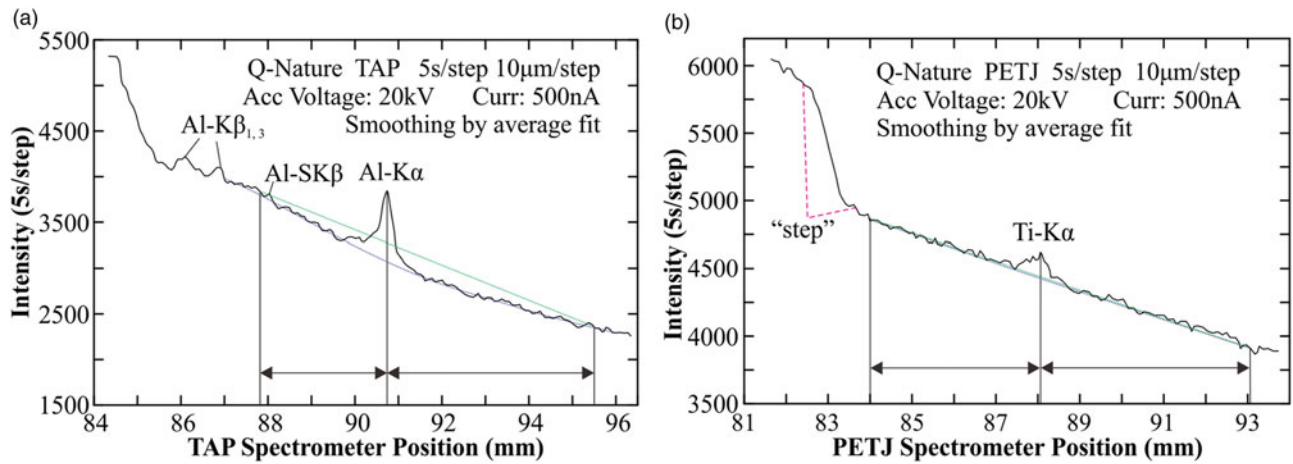 (a)
5500
4500
3500
2500
1500
Intensity (5s/step)
Q-Nature TAP 5s/step 10μm/step
Acc Voltage: 20kV Curr: 500nA
Smoothing by average fit
Al-Kβ1,3
Al-SKβ
Al-Kα
84 86 88 90 92 94 96
TAP Spectrometer Position (mm)
(b)
6000
5500
5000
4500
4000
3500
Intensity (5s/step)
Q-Nature PETJ 5s/step 10μm/step
Acc Voltage: 20kV Curr: 500nA
Smoothing by average fit
“step”
Ti-Kα
81 83 85 87 89 91 93
PETJ Spectrometer Position (mm)